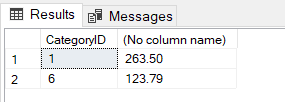 Results Messages
CategoryID (No column name)
1 1 263.50
2 6 123.79